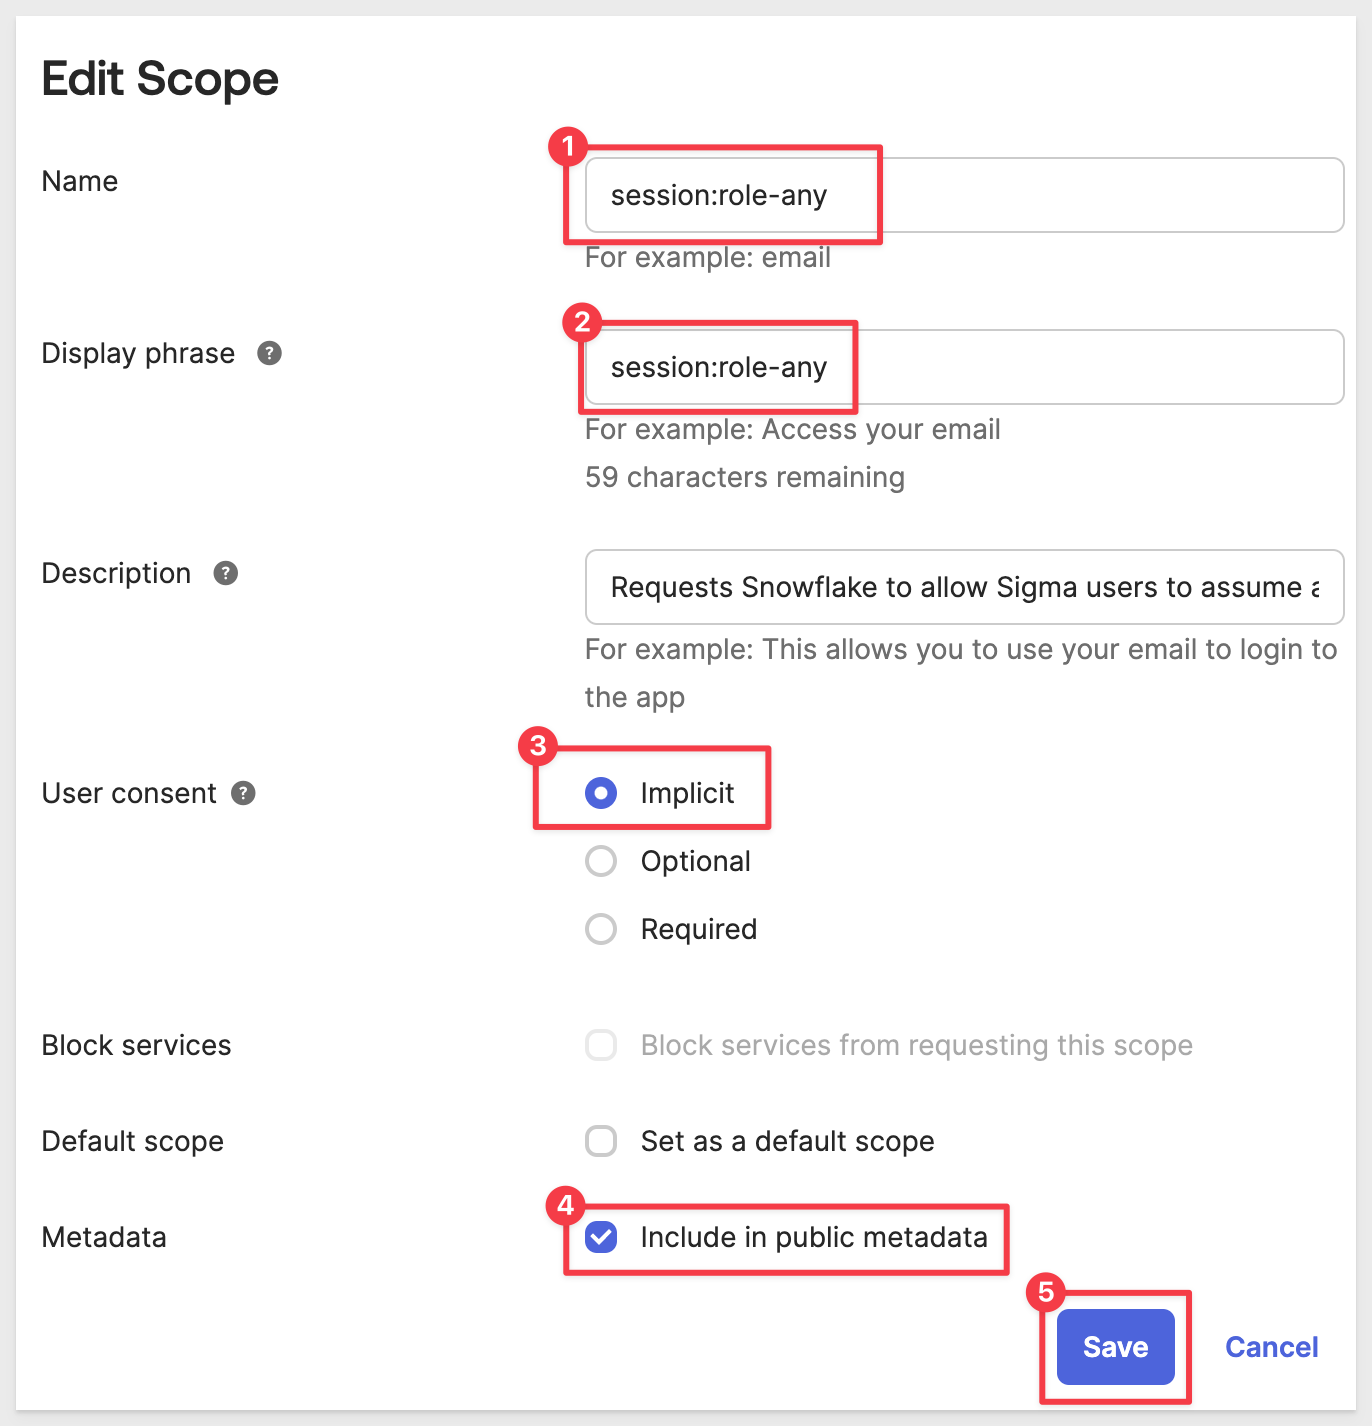 Edit Scope
1
Name
session:role-any
For example: email
2
Display phrase ?
session:role-any
For example: Access your email
59 characters remaining
Description ?
Requests Snowflake to allow Sigma users to assume
For example: This allows you to use your email to login to
the app
3
User consent ?
Implicit
Optional
Required
Block services
Block services from requesting this scope
Default scope
Set as a default scope
4
Metadata
Include in public metadata
5
Save
Cancel